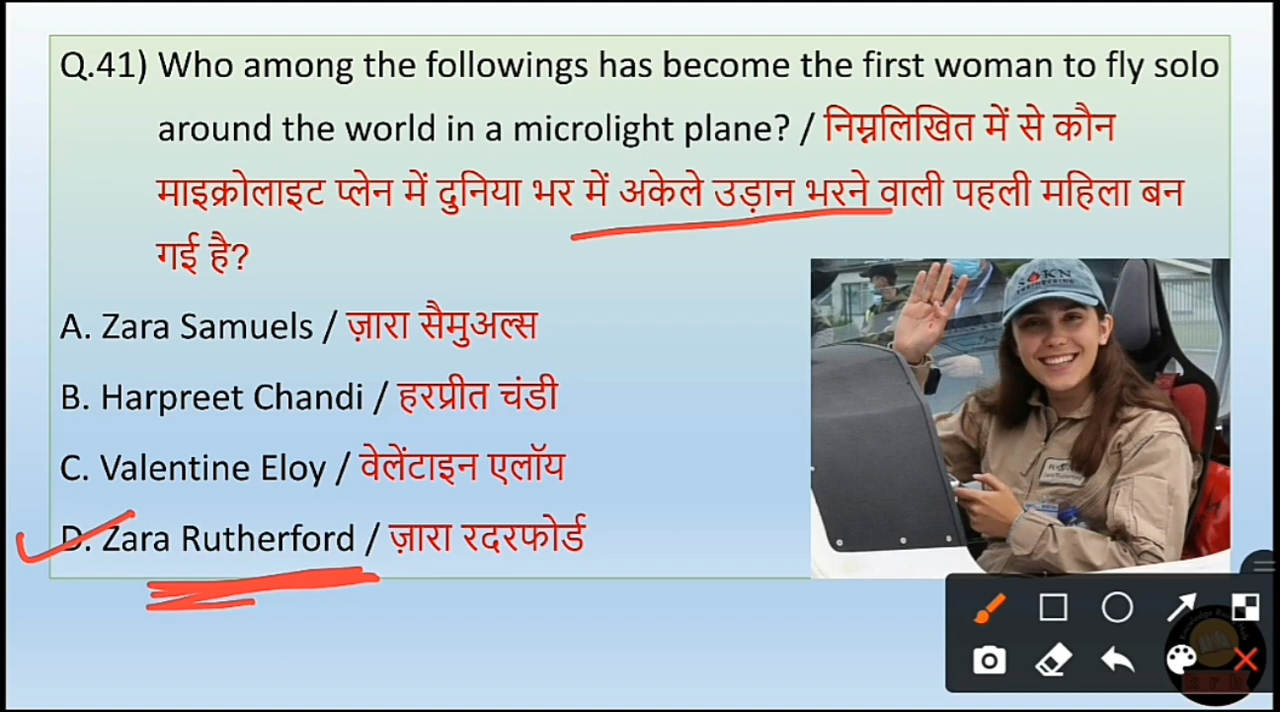 Q.41) Who among the followings has become the first woman to fly solo
around the world in a microlight plane? / निम्नलिखित में से कौन
माइक्रोलाइट प्लेन में दुनिया भर में अकेले उड़ान भरने वाली पहली महिला बन
गई है?
A. Zara Samuels / ज़ारा सैमुअल्स
B. Harpreet Chandi / हरप्रीत चंडी
C. Valentine Eloy / वेलेंटाइन एलॉय
D. Zara Rutherford / ज़ारा रदरफोर्ड